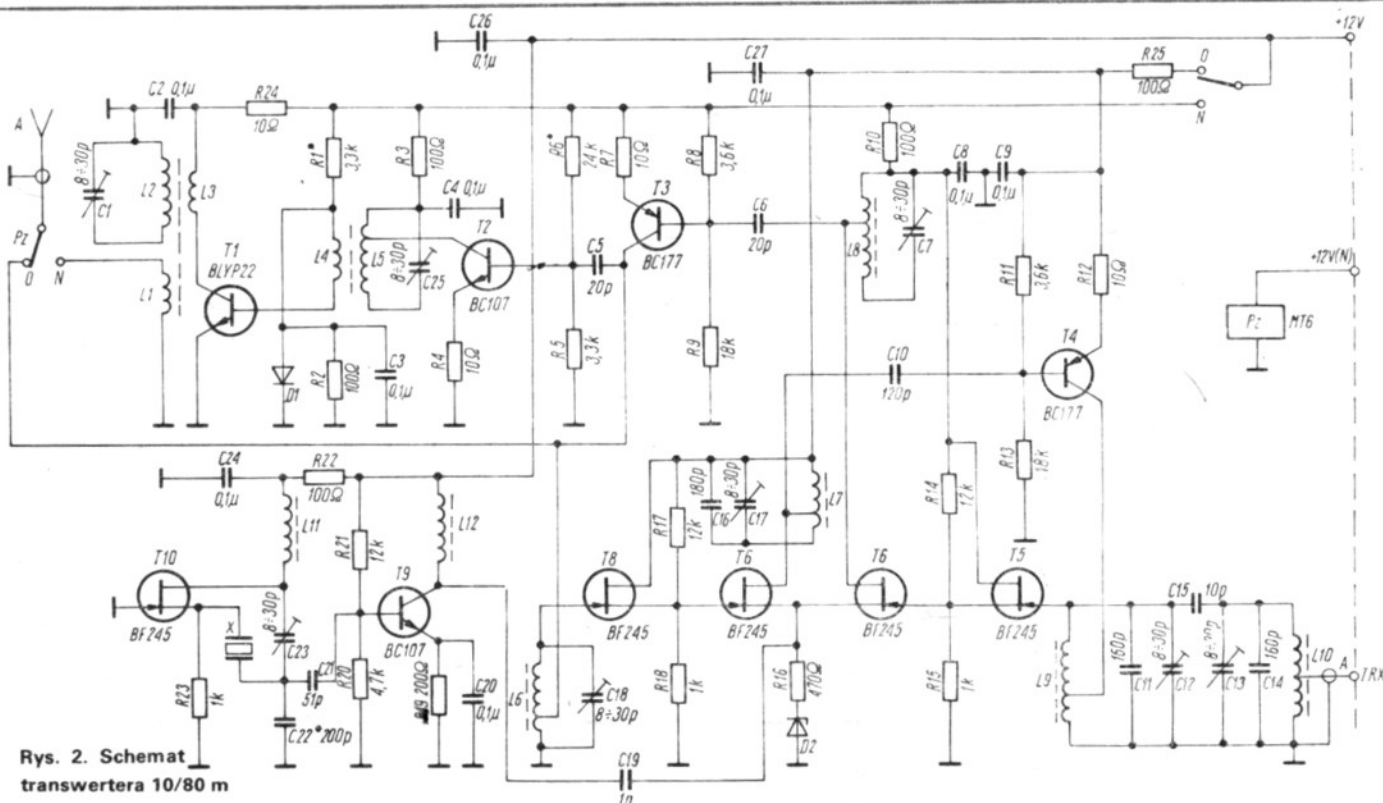 C26
0,1μ
+12V
C27
0,1μ
R25
100Ω
O
N
C2 0,1μ
R24
10Ω
A
8÷30p
C1
L2
L3
L1
Pz
O
N
T1
BLYP22
R1*
3,3k
R3
100Ω
C4 0,1μ
L4
L5
8÷30p
C25
T2
BC107
D1
R2
100Ω
C3
0,1μ
R4
10Ω
R6*
24k
R7
10Ω
R8
3,6k
T3
BC177
C5
20p
R5
3,3k
R9
18k
C6
20p
R10
100Ω
L8
8÷30p
C7
C8
0,1μ
C9
0,1μ
R11
3,6k
R12
10Ω
T4
BC177
C10
120p
R13
18k
+12V(N)
Pz
MT6
C24
0,1μ
R22
100Ω
L11
T10
BF245
X
8÷30p
C23
R23
1k
C21
51p
C22* 200p
R21
12k
R20
4,7k
L12
T9
BC107
R19 200Ω
C20
0,1μ
L6
C18
8÷30p
C19
1n
T8
BF245
R17
12k
180p
C16
8÷30p
C17
L7
R18
1k
T6
BF245
R16
470Ω
D2
T6
BF245
R14
12k
R15
1k
T5
BF245
L9
160p
C11
8÷30p
C12
C15
10p
8÷30p
C13
160p
C14
L10
A
TRX
Rys. 2. Schemat
transwertera 10/80 m